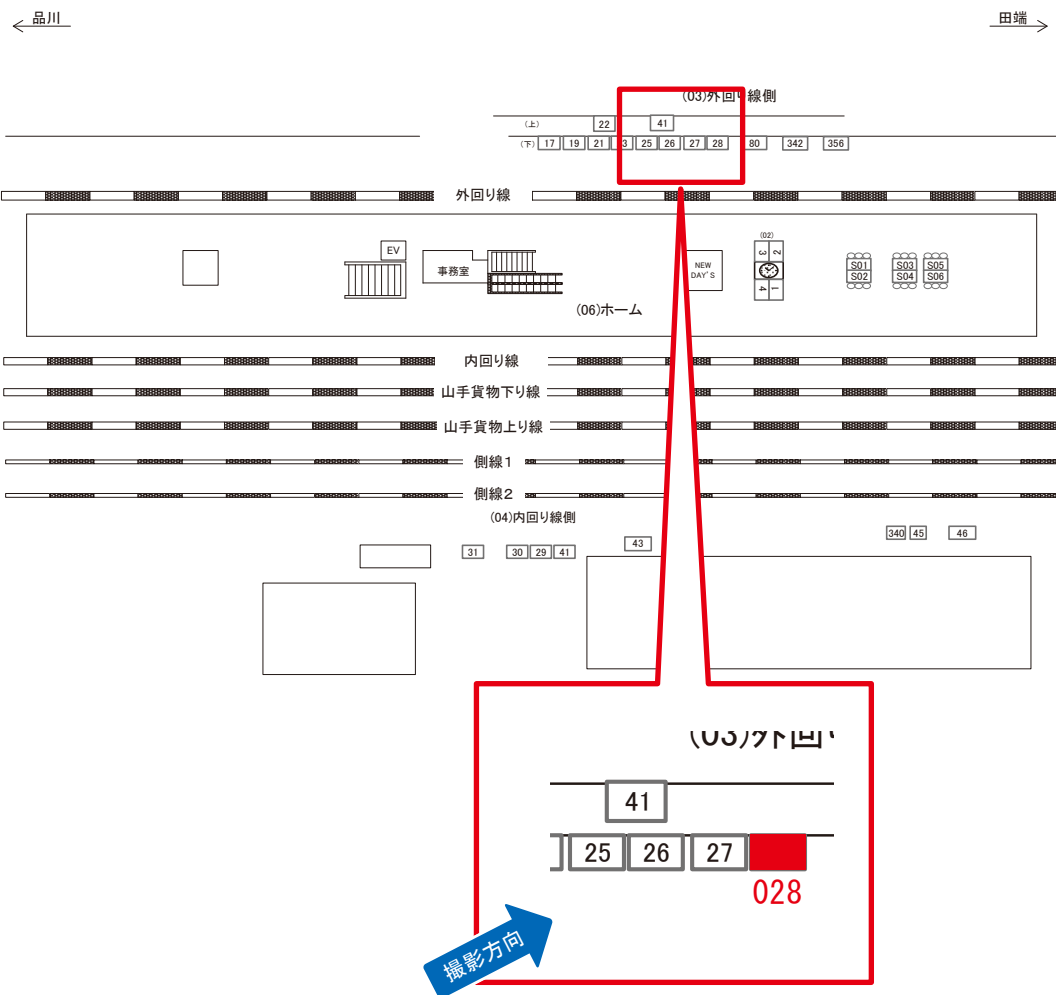 品川
田端
(03)外回り線側
(上) 22 41
(下) 17 19 21 23 25 26 27 28 80 342 356
外回り線
EV
事務室
NEW
DAY'S
(02)
3 2
4 1
S01 S03 S05
S02 S04 S06
(06)ホーム
内回り線
山手貨物下り線
山手貨物上り線
側線1
側線2
(04)内回り線側
31 30 29 41 43 340 45 46
(03)外回り
41
25 26 27
028
撮影方向